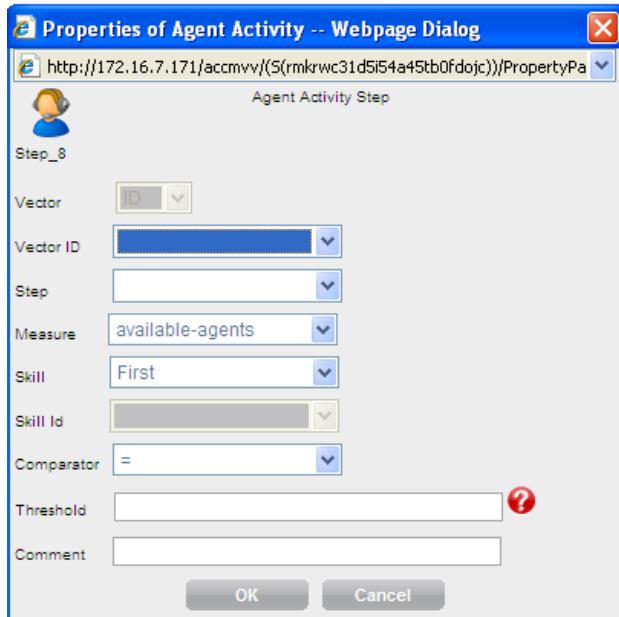 Properties of Agent Activity -- Webpage Dialog
http://172.16.7.171/accmvv/(S(rmkrwc31d5i54a45tb0fdojc))/PropertyPa
Agent Activity Step
Step_8
Vector ID
Vector ID
Step
Measure available-agents
Skill First
Skill Id
Comparator =
Threshold ?
Comment
OK Cancel